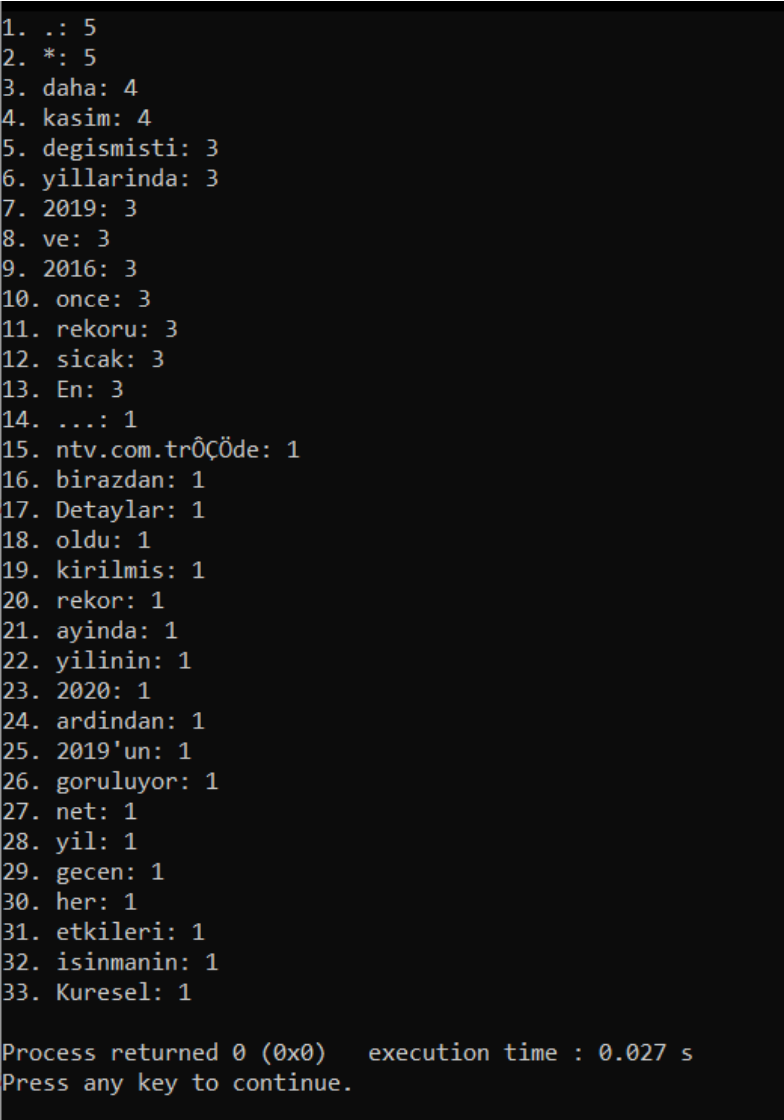 1. .: 5
2. *: 5
3. daha: 4
4. kasim: 4
5. degismisti: 3
6. yillarinda: 3
7. 2019: 3
8. ve: 3
9. 2016: 3
10. once: 3
11. rekoru: 3
12. sicak: 3
13. En: 3
14. ...: 1
15. ntv.com.trÔÇÖde: 1
16. birazdan: 1
17. Detaylar: 1
18. oldu: 1
19. kirilmis: 1
20. rekor: 1
21. ayinda: 1
22. yilinin: 1
23. 2020: 1
24. ardindan: 1
25. 2019'un: 1
26. goruluyor: 1
27. net: 1
28. yil: 1
29. gecen: 1
30. her: 1
31. etkileri: 1
32. isinmanin: 1
33. Kuresel: 1
Process returned 0 (0x0)   execution time : 0.027 s
Press any key to continue.